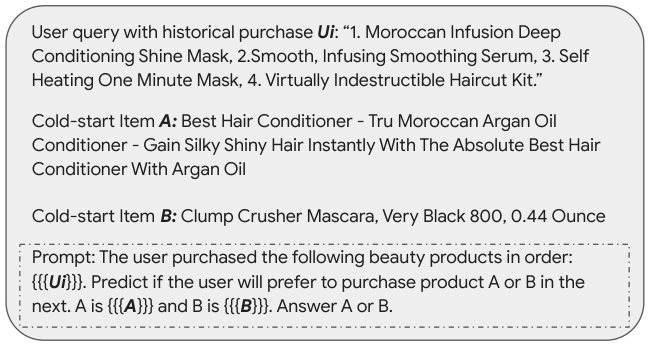 User query with historical purchase Ui: “1. Moroccan Infusion Deep
Conditioning Shine Mask, 2.Smooth, Infusing Smoothing Serum, 3. Self
Heating One Minute Mask, 4. Virtually Indestructible Haircut Kit.”
Cold-start Item A: Best Hair Conditioner - Tru Moroccan Argan Oil
Conditioner - Gain Silky Shiny Hair Instantly With The Absolute Best Hair
Conditioner With Argan Oil
Cold-start Item B: Clump Crusher Mascara, Very Black 800, 0.44 Ounce
Prompt: The user purchased the following beauty products in order:
{{{Ui}}}. Predict if the user will prefer to purchase product A or B in the
next. A is {{{A}}} and B is {{{B}}}. Answer A or B.